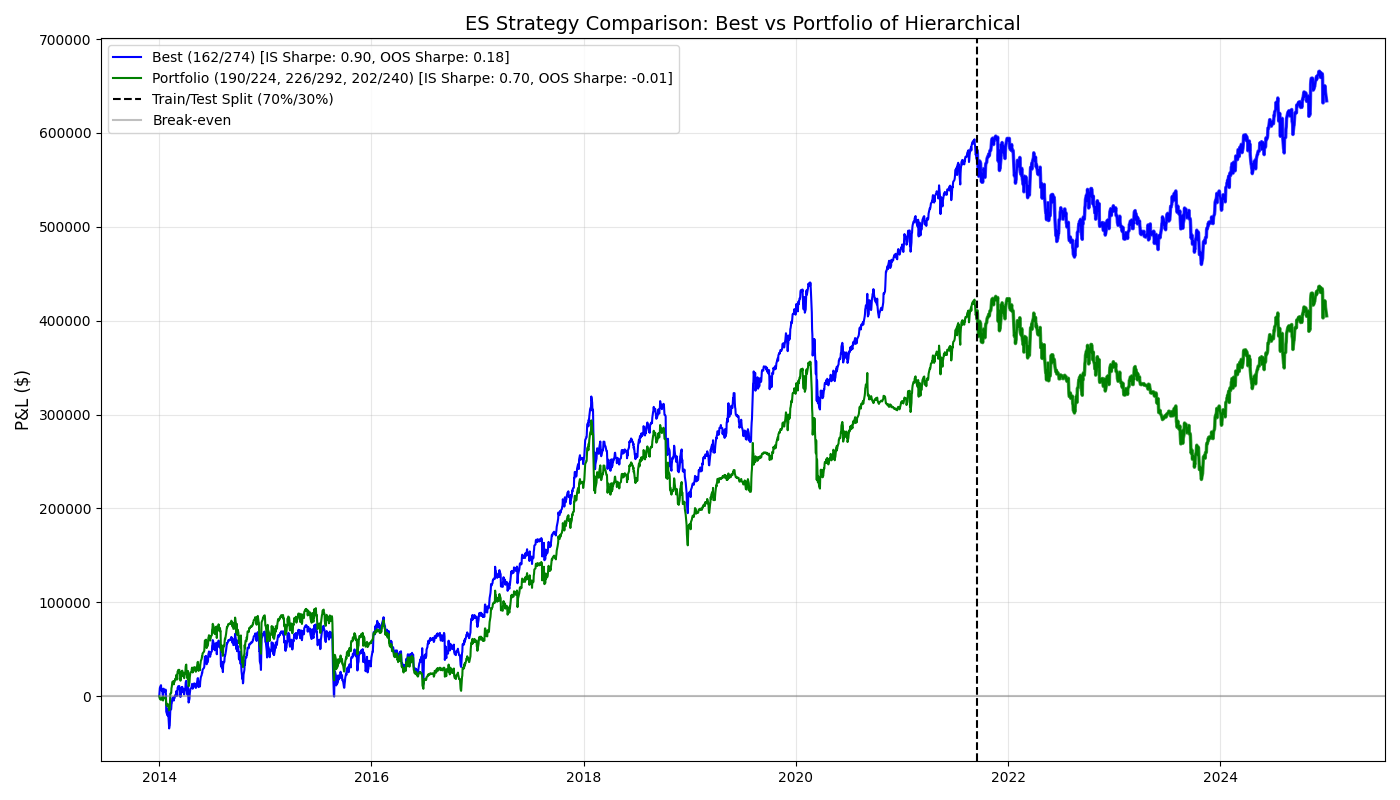 ES Strategy Comparison: Best vs Portfolio of Hierarchical
Best (162/274) [IS Sharpe: 0.90, OOS Sharpe: 0.18]
Portfolio (190/224, 226/292, 202/240) [IS Sharpe: 0.70, OOS Sharpe: -0.01]
Train/Test Split (70%/30%)
Break-even
P&L ($)
700000
600000
500000
400000
300000
200000
100000
0
2014 2016 2018 2020 2022 2024